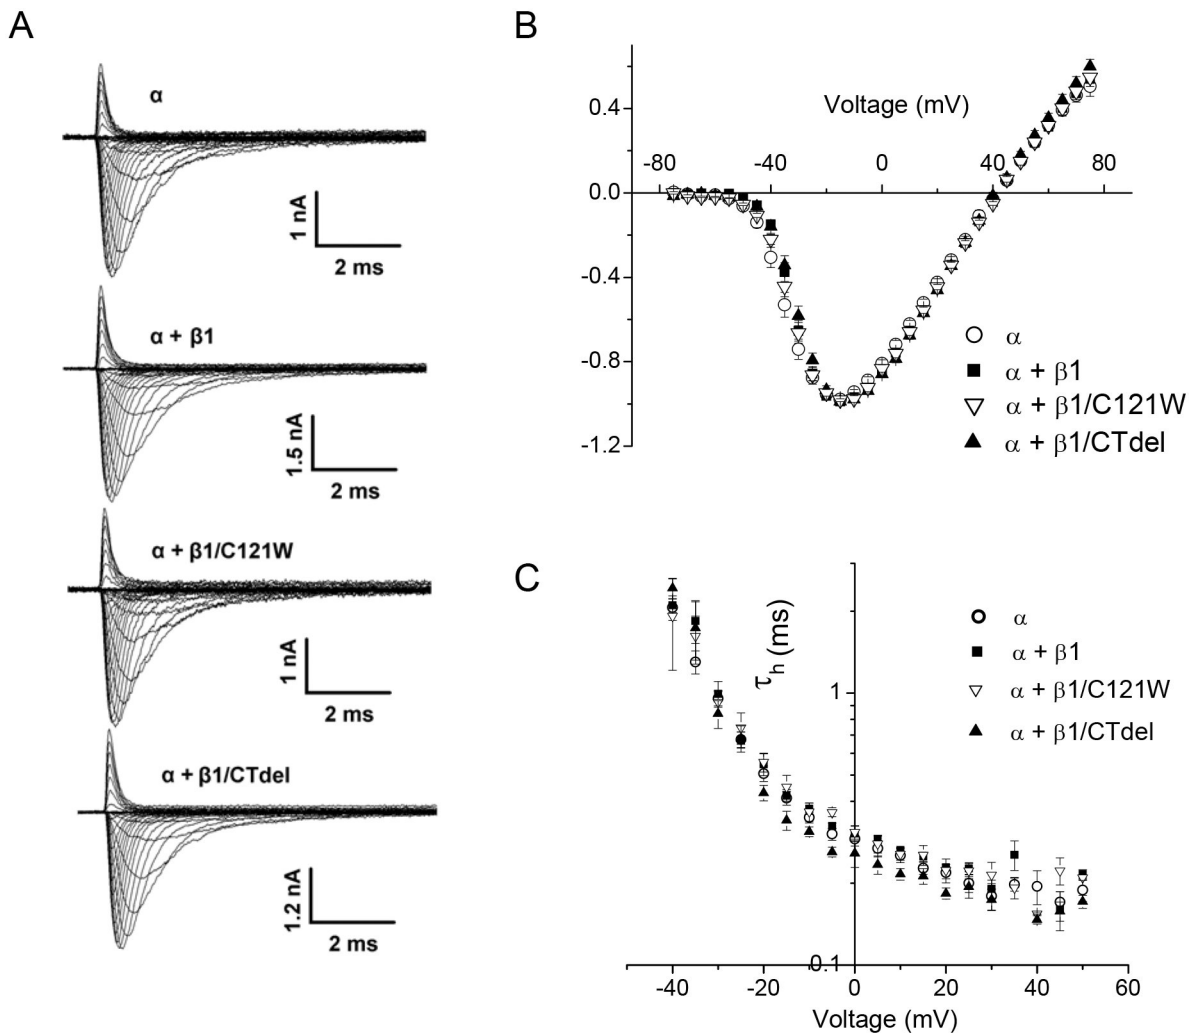 A
α
1 nA
2 ms
α + β1
1.5 nA
2 ms
α + β1/C121W
1 nA
2 ms
α + β1/CTdel
1.2 nA
2 ms
B
0.4
Voltage (mV)
-80 -40 0 40 80
0.0
-0.4
-0.8
-1.2
α
α + β1
α + β1/C121W
α + β1/CTdel
C
τh (ms)
1
0.1
α
α + β1
α + β1/C121W
α + β1/CTdel
-40 -20 0 20 40 60
Voltage (mV)